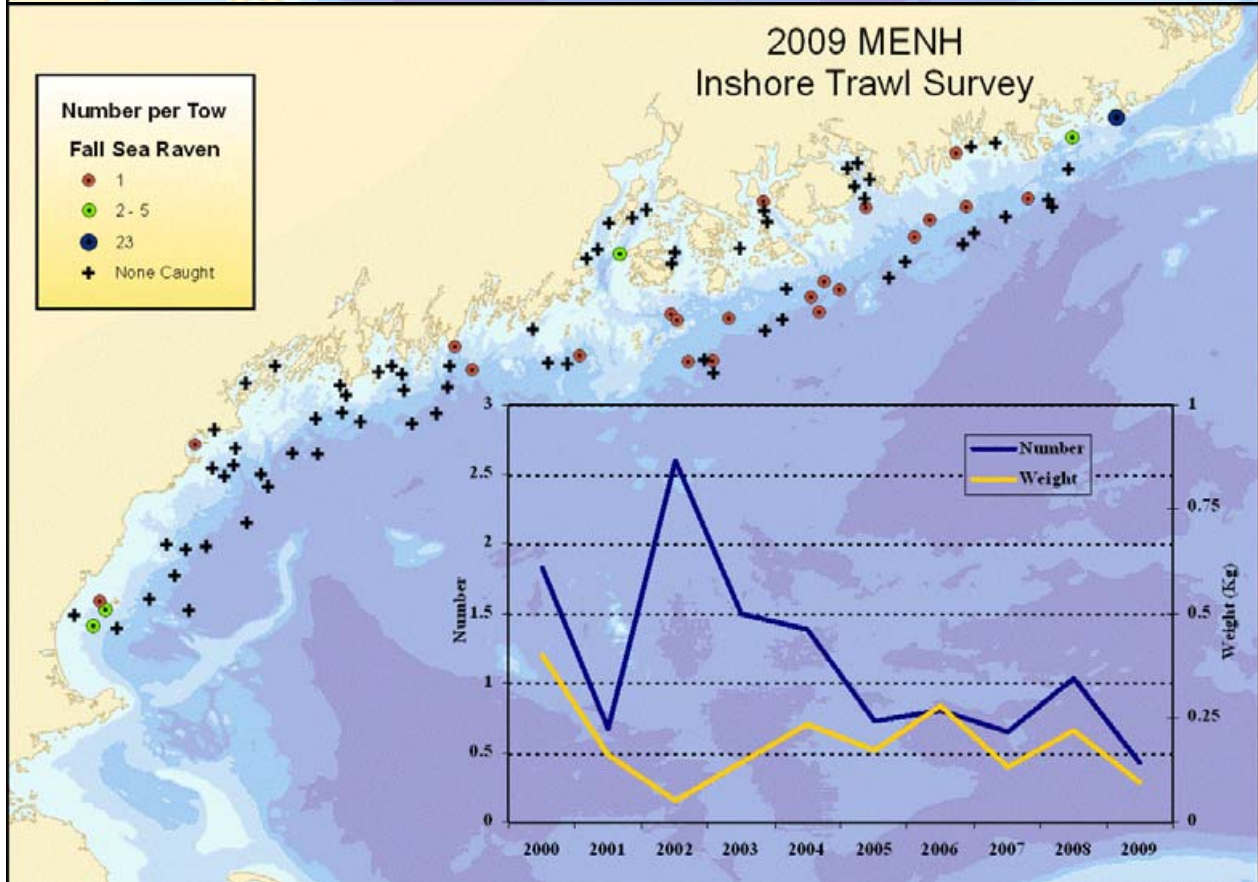 2009 MENH
Inshore Trawl Survey
Number per Tow
Fall Sea Raven
1
2 - 5
23
None Caught
Number
Weight
3
2.5
2
1.5
1
0.5
0
Number
1
0.75
0.5
0.25
0
Weight (Kg)
2000 2001 2002 2003 2004 2005 2006 2007 2008 2009